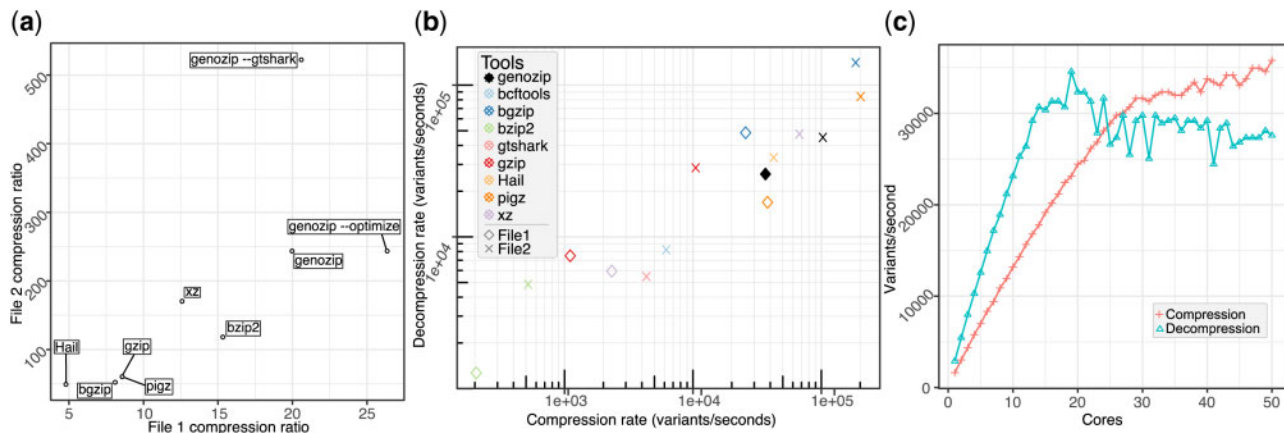 (a)
File 2 compression ratio
500
400
300
200
100
genozip --gtshark
genozip --optimize
genozip
xz
bzip2
Hail
gzip
bgzip
pigz
5
10
15
20
25
File 1 compression ratio
(b)
Decompression rate (variants/seconds)
1e+05
1e+04
Tools
genozip
bcftools
bgzip
bzip2
gtshark
gzip
Hail
pigz
xz
File1
File2
1e+03
1e+04
1e+05
Compression rate (variants/seconds)
(c)
Variants/second
30000
20000
10000
0
Compression
Decompression
0
10
20
30
40
50
Cores